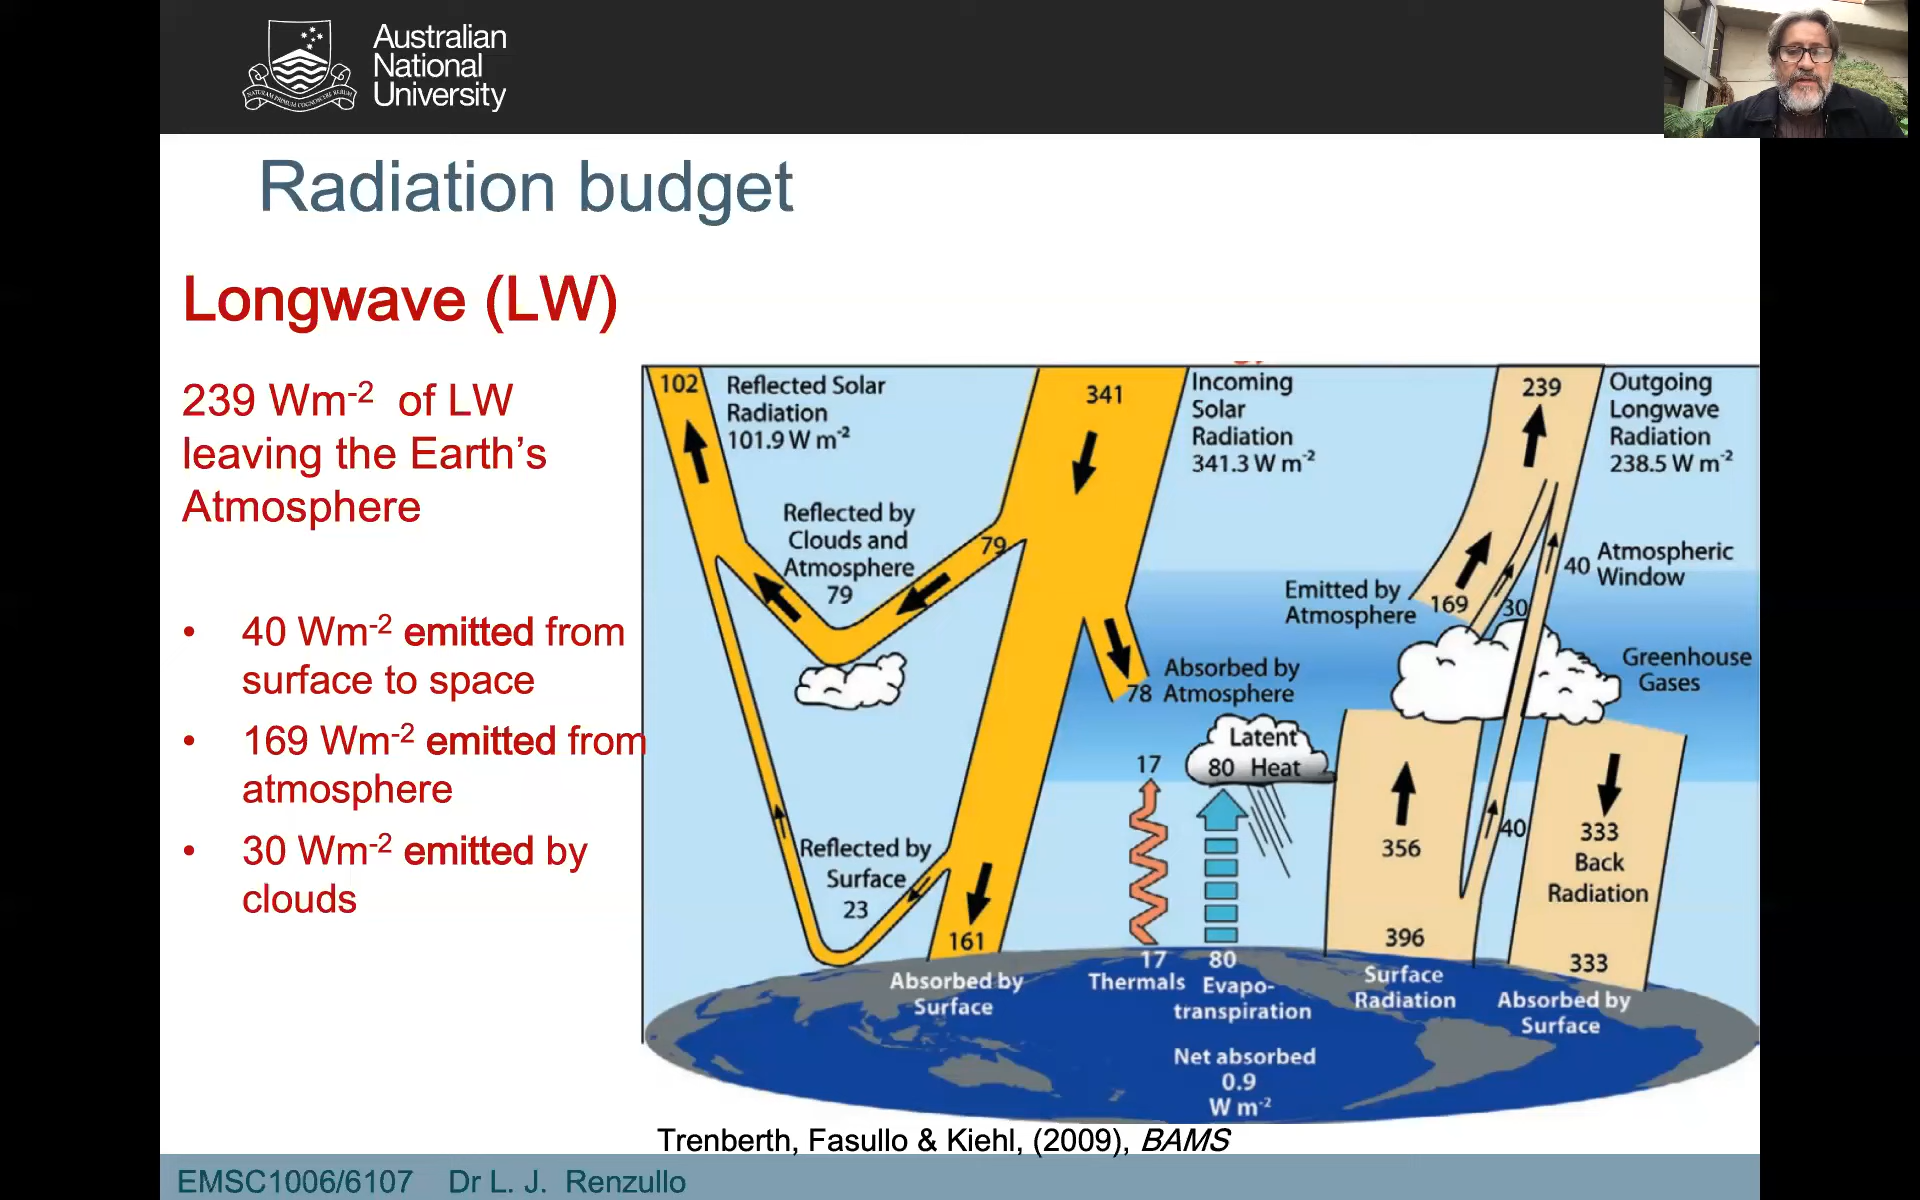 Australian
National
University
NATURAM PRIMUM COGNOSCERE RERUM
Radiation budget
Longwave (LW)
239 Wm-2 of LW
leaving the Earth's
Atmosphere
• 40 Wm-2 emitted from
surface to space
• 169 Wm-2 emitted from
atmosphere
• 30 Wm-2 emitted by
clouds
102
Reflected Solar
Radiation
101.9 W m-2
341
Incoming
Solar
Radiation
341.3 W m-2
239
Outgoing
Longwave
Radiation
238.5 W m-2
Reflected by
Clouds and
Atmosphere
79
79
Emitted by
Atmosphere
169
30
40
Atmospheric
Window
Greenhouse
Gases
Absorbed by
78 Atmosphere
Latent
80 Heat
17
Reflected by
Surface
23
161
Absorbed by
Surface
17
Thermals
80
Evapo-
transpiration
356
40
333
Back
Radiation
396
Surface
Radiation
333
Absorbed by
Surface
Net absorbed
0.9
W m-2
Trenberth, Fasullo & Kiehl, (2009), BAMS
EMSC1006/6107 Dr L. J. Renzullo